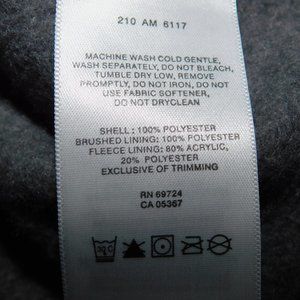 210 AM 6117
MACHINE WASH COLD GENTLE,
WASH SEPARATELY, DO NOT BLEACH,
TUMBLE DRY LOW, REMOVE
PROMPTLY, DO NOT IRON, DO NOT
USE FABRIC SOFTENER,
DO NOT DRYCLEAN
SHELL : 100% POLYESTER
BRUSHED LINING: 100% POLYESTER
FLEECE LINING: 80% ACRYLIC,
20% POLYESTER
EXCLUSIVE OF TRIMMING
RN 69724
CA 05367